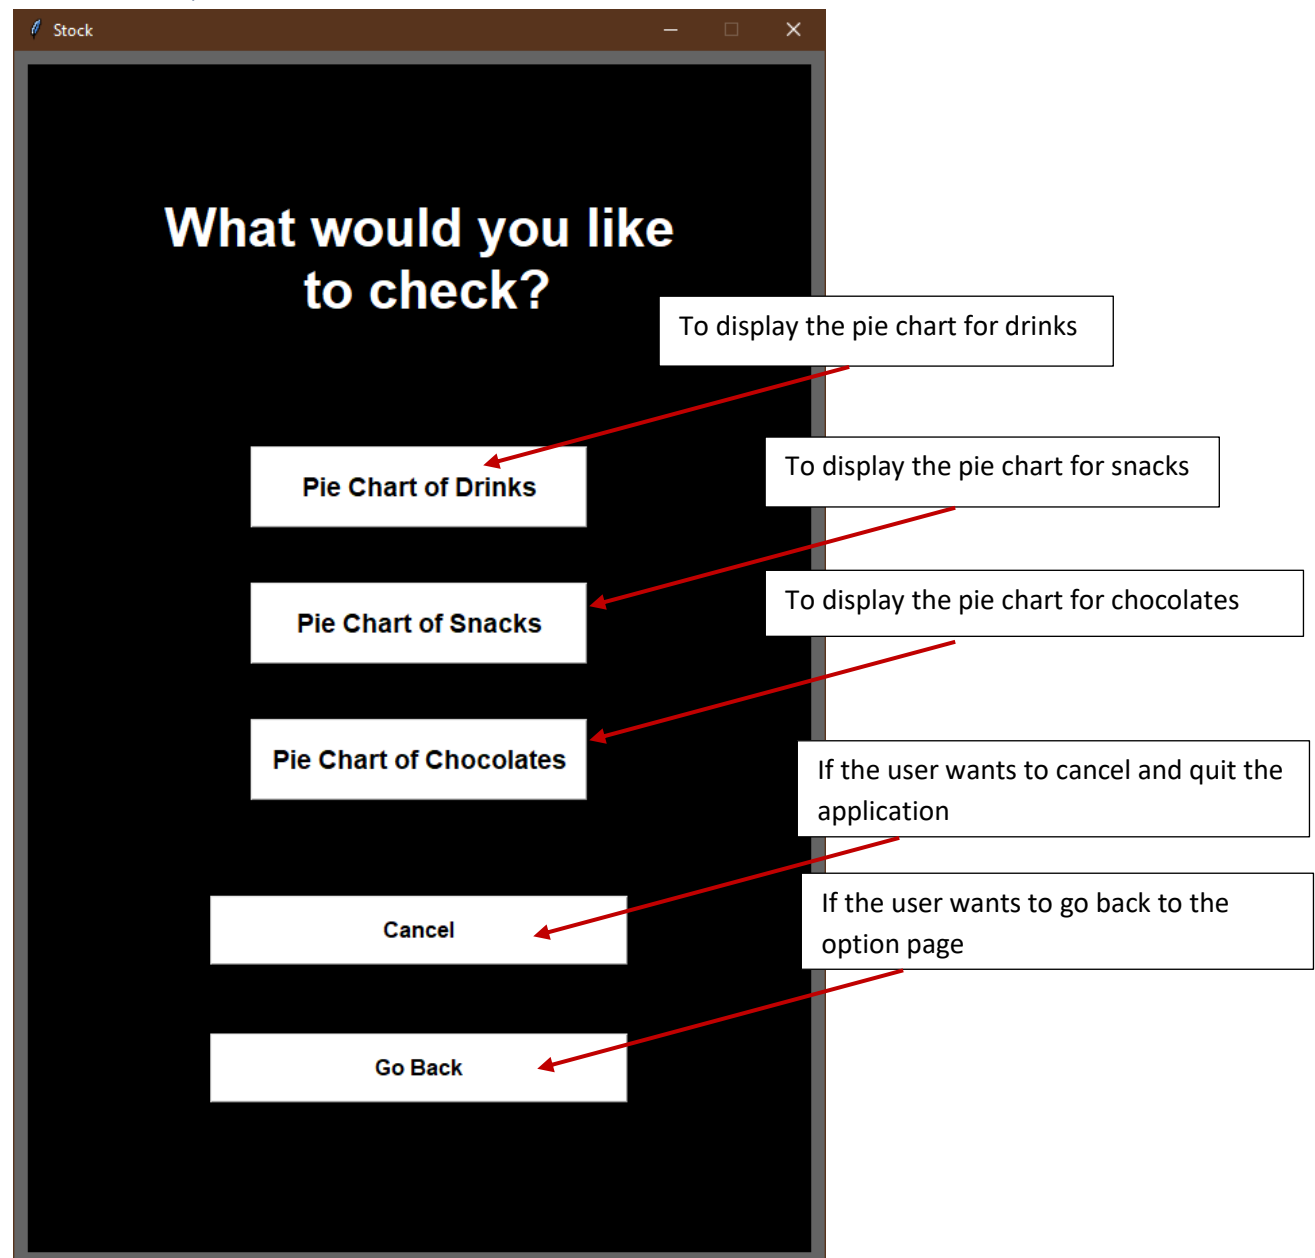 Stock
What would you like
to check?
To display the pie chart for drinks
Pie Chart of Drinks
To display the pie chart for snacks
Pie Chart of Snacks
To display the pie chart for chocolates
Pie Chart of Chocolates
If the user wants to cancel and quit the
application
Cancel
If the user wants to go back to the
option page
Go Back